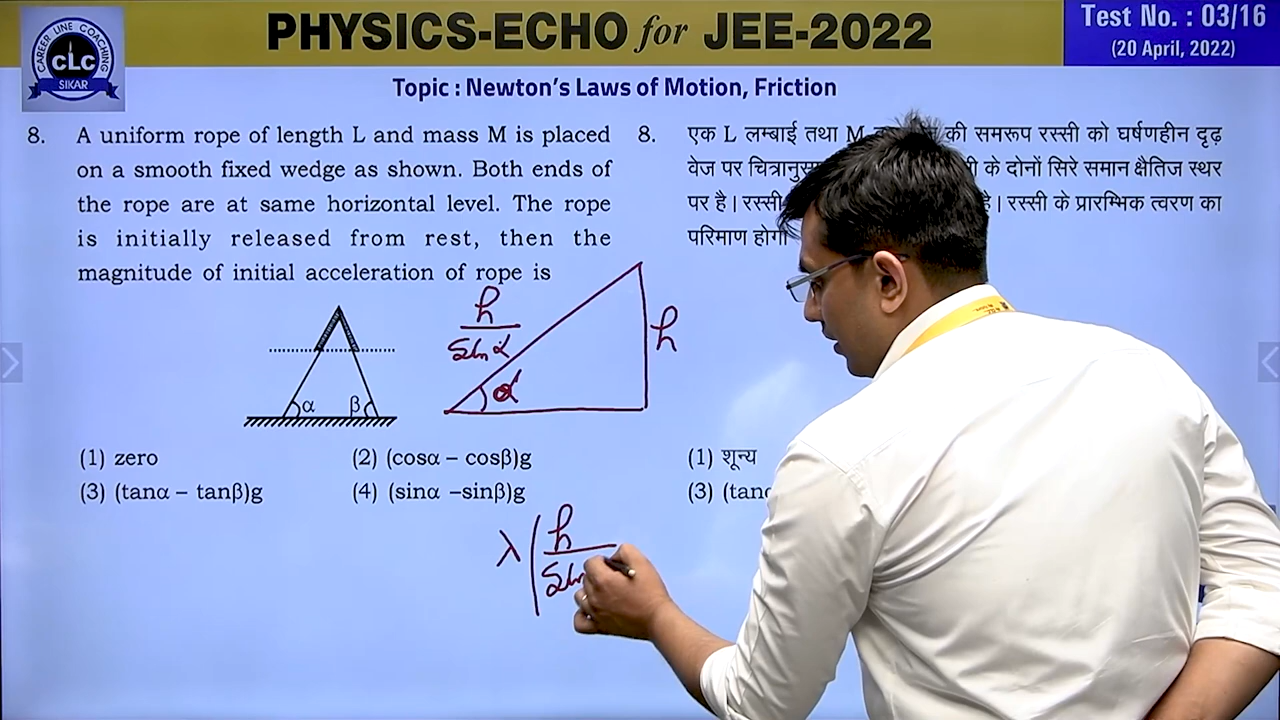 PHYSICS-ECHO for JEE-2022
Test No. : 03/16
(20 April, 2022)
CAREER LINE COACHING
CLC
SIKAR
Topic : Newton's Laws of Motion, Friction
8. A uniform rope of length L and mass M is placed
on a smooth fixed wedge as shown. Both ends of
the rope are at same horizontal level. The rope
is initially released from rest, then the
magnitude of initial acceleration of rope is
α β
(1) zero (2) (cosα – cosβ)g
(3) (tanα – tanβ)g (4) (sinα –sinβ)g
8. एक L लम्बाई तथा M की समरूप रस्सी को घर्षणहीन दृढ़
वेज पर के दोनों सिरे समान क्षैतिज स्थर
पर है। रस्सी है। रस्सी के प्रारम्भिक त्वरण का
परिमाण होगा
(1) शून्य
(3)
h
sin α
α
h
λ
h